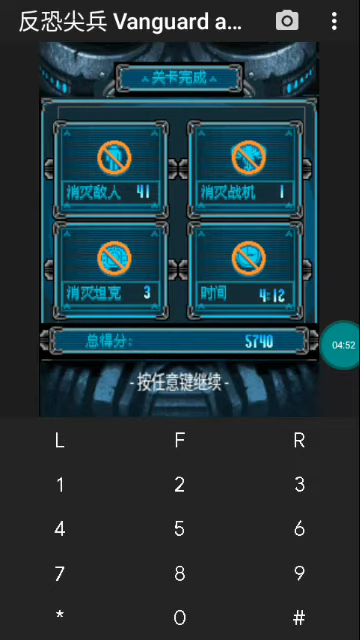 反恐尖兵 Vanguard a...
关卡完成
消灭敌人 41 消灭战机 1
消灭坦克 3 时间 4:12
总得分: 5740
04:52
-按任意键继续-
L F R
1 2 3
4 5 6
7 8 9
* 0 #